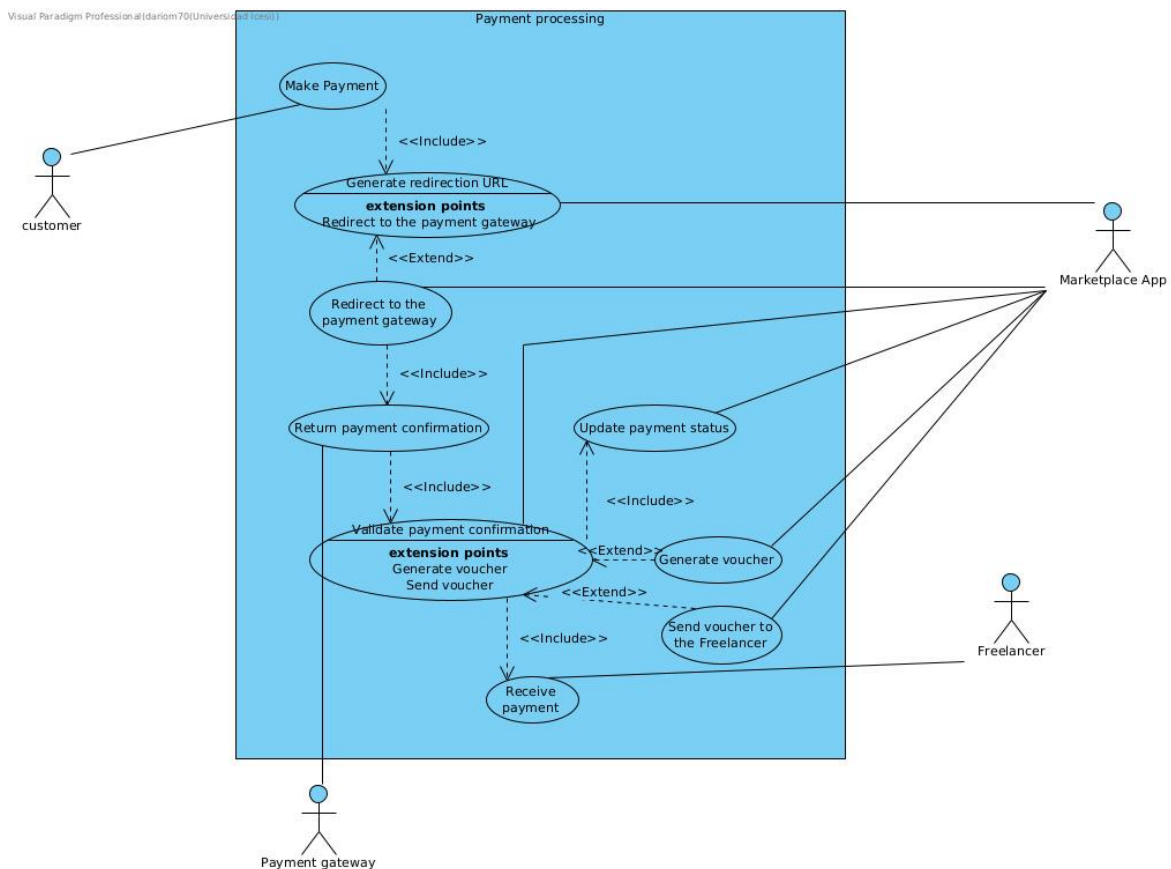 Visual Paradigm Professional(dariom70(Universidad Icesi))
Payment processing
Make Payment
<<Include>>
customer
Generate redirection URL
extension points
Redirect to the payment gateway
<<Extend>>
Marketplace App
Redirect to the
payment gateway
<<Include>>
Return payment confirmation
Update payment status
<<Include>>
<<Include>>
Validate payment confirmation
extension points
Generate voucher
Send voucher
<<Extend>>
Generate voucher
<<Extend>>
Send voucher to
the Freelancer
<<Include>>
Freelancer
Receive
payment
Payment gateway